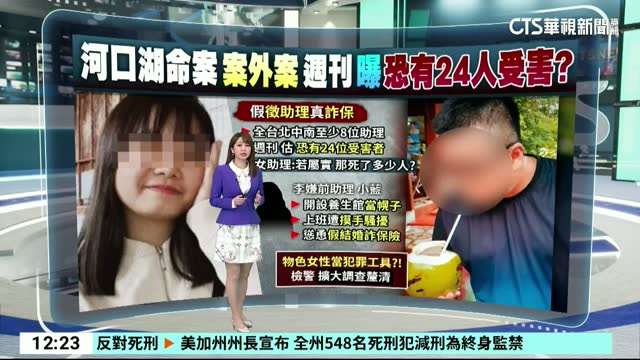 CTS華視新聞
河口湖命案 案外案 週刊曝恐有24人受害?
假徵助理真詐保
全台北中南至少8位助理
週刊 估 恐有24位受害者
女助理:若屬實 那死了多少人?
李嫌前助理 小藍
開設養生館當幌子
上班遭摸手騷擾
慫恿假結婚詐保險
物色女性當犯罪工具?!
檢警 擴大調查釐清
12:23 反對死刑 美加州州長宣布 全州548名死刑犯減刑為終身監禁